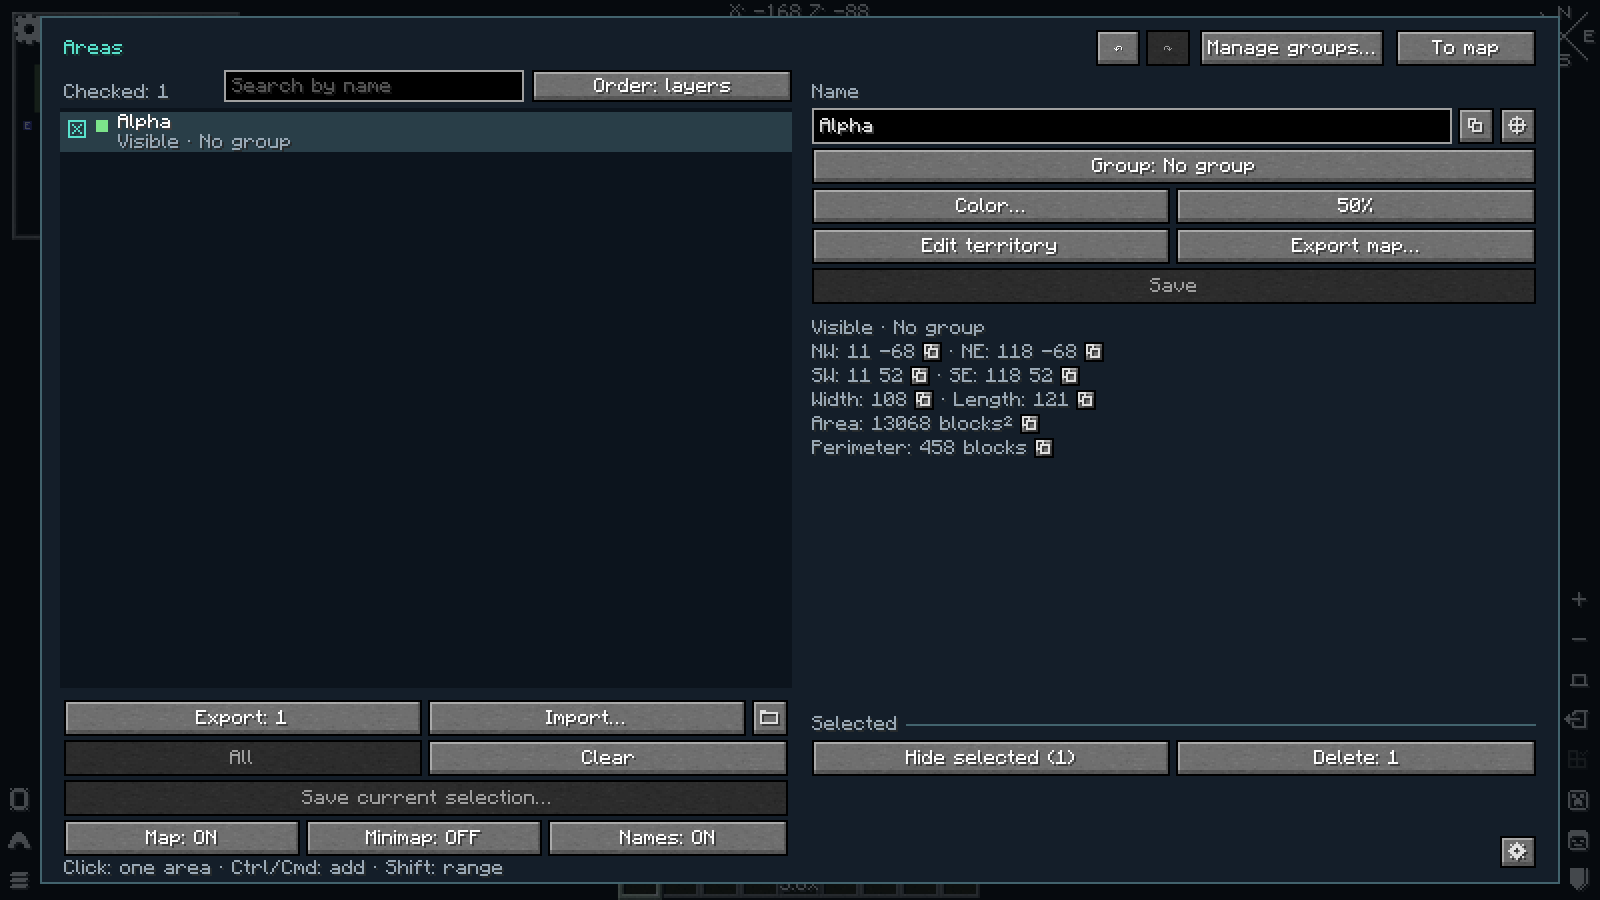 X: -168 Z: -88
N
Areas
Manage groups...
To map
E
S
Checked: 1
Search by name
Order: layers
Name
Alpha
Visible · No group
Alpha
Group: No group
Color...
50%
Edit territory
Export map...
Save
Visible · No group
NW: 11 -68 · NE: 118 -68
SW: 11 52 · SE: 118 52
Width: 108 · Length: 121
Area: 13068 blocks²
Perimeter: 458 blocks
Export: 1
Import...
Selected
All
Clear
Hide selected (1)
Delete: 1
Save current selection...
Map: ON
Minimap: OFF
Names: ON
Click: one area · Ctrl/Cmd: add · Shift: range